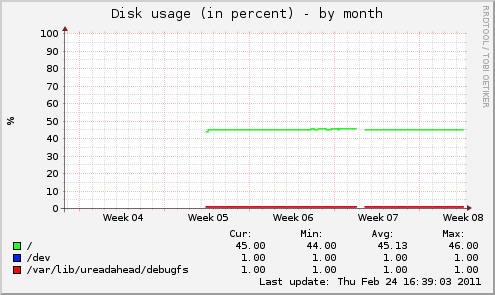 Disk usage (in percent) - by month
RRDTOOL / TOBI OETIKER
%
100
90
80
70
60
50
40
30
20
10
0
Week 04 Week 05 Week 06 Week 07 Week 08
Cur: Min: Avg: Max:
/ 45.00 44.00 45.13 46.00
/dev 1.00 1.00 1.00 1.00
/var/lib/ureadahead/debugfs 1.00 1.00 1.00 1.00
Last update: Thu Feb 24 16:39:03 2011